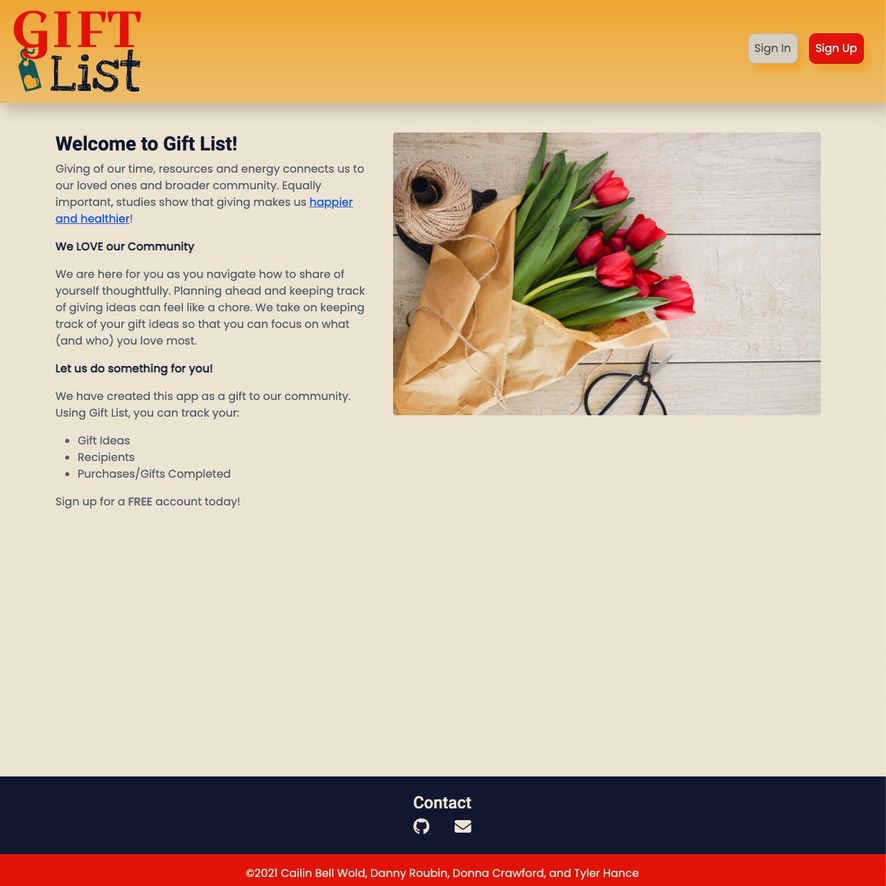 GIFT
List
Sign In
Sign Up
Welcome to Gift List!
Giving of our time, resources and energy connects us to
our loved ones and broader community. Equally
important, studies show that giving makes us happier
and healthier!
We LOVE our Community
We are here for you as you navigate how to share of
yourself thoughtfully. Planning ahead and keeping track
of giving ideas can feel like a chore. We take on keeping
track of your gift ideas so that you can focus on what
(and who) you love most.
Let us do something for you!
We have created this app as a gift to our community.
Using Gift List, you can track your:
• Gift Ideas
• Recipients
• Purchases/Gifts Completed
Sign up for a FREE account today!
Contact
©2021 Cailin Bell Wold, Danny Roubin, Donna Crawford, and Tyler Hance